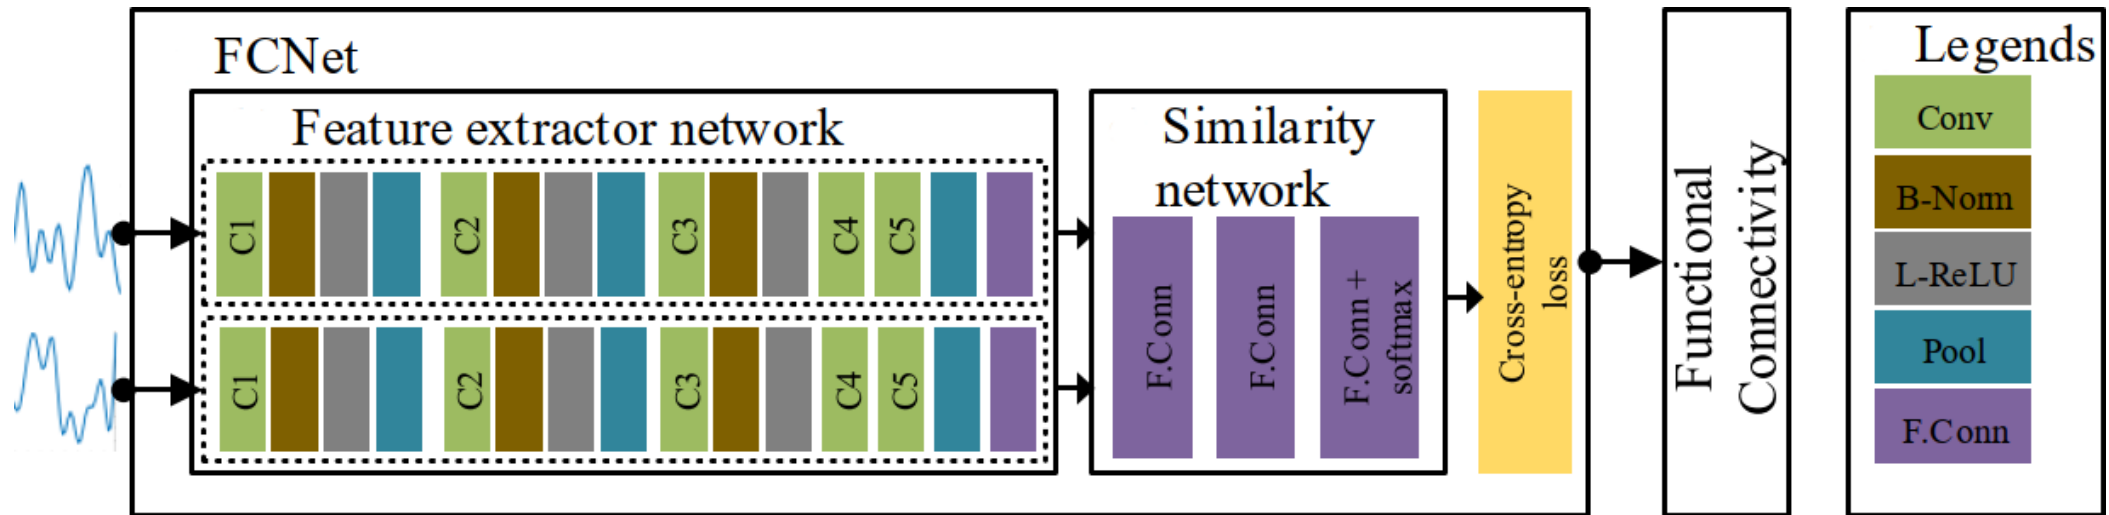 FCNet
Feature extractor network
C1
C2
C3
C4
C5
C1
C2
C3
C4
C5
Similarity
network
F.Conn
F.Conn
F.Conn +
softmax
Cross-entropy
loss
Functional
Connectivity
Legends
Conv
B-Norm
L-ReLU
Pool
F.Conn